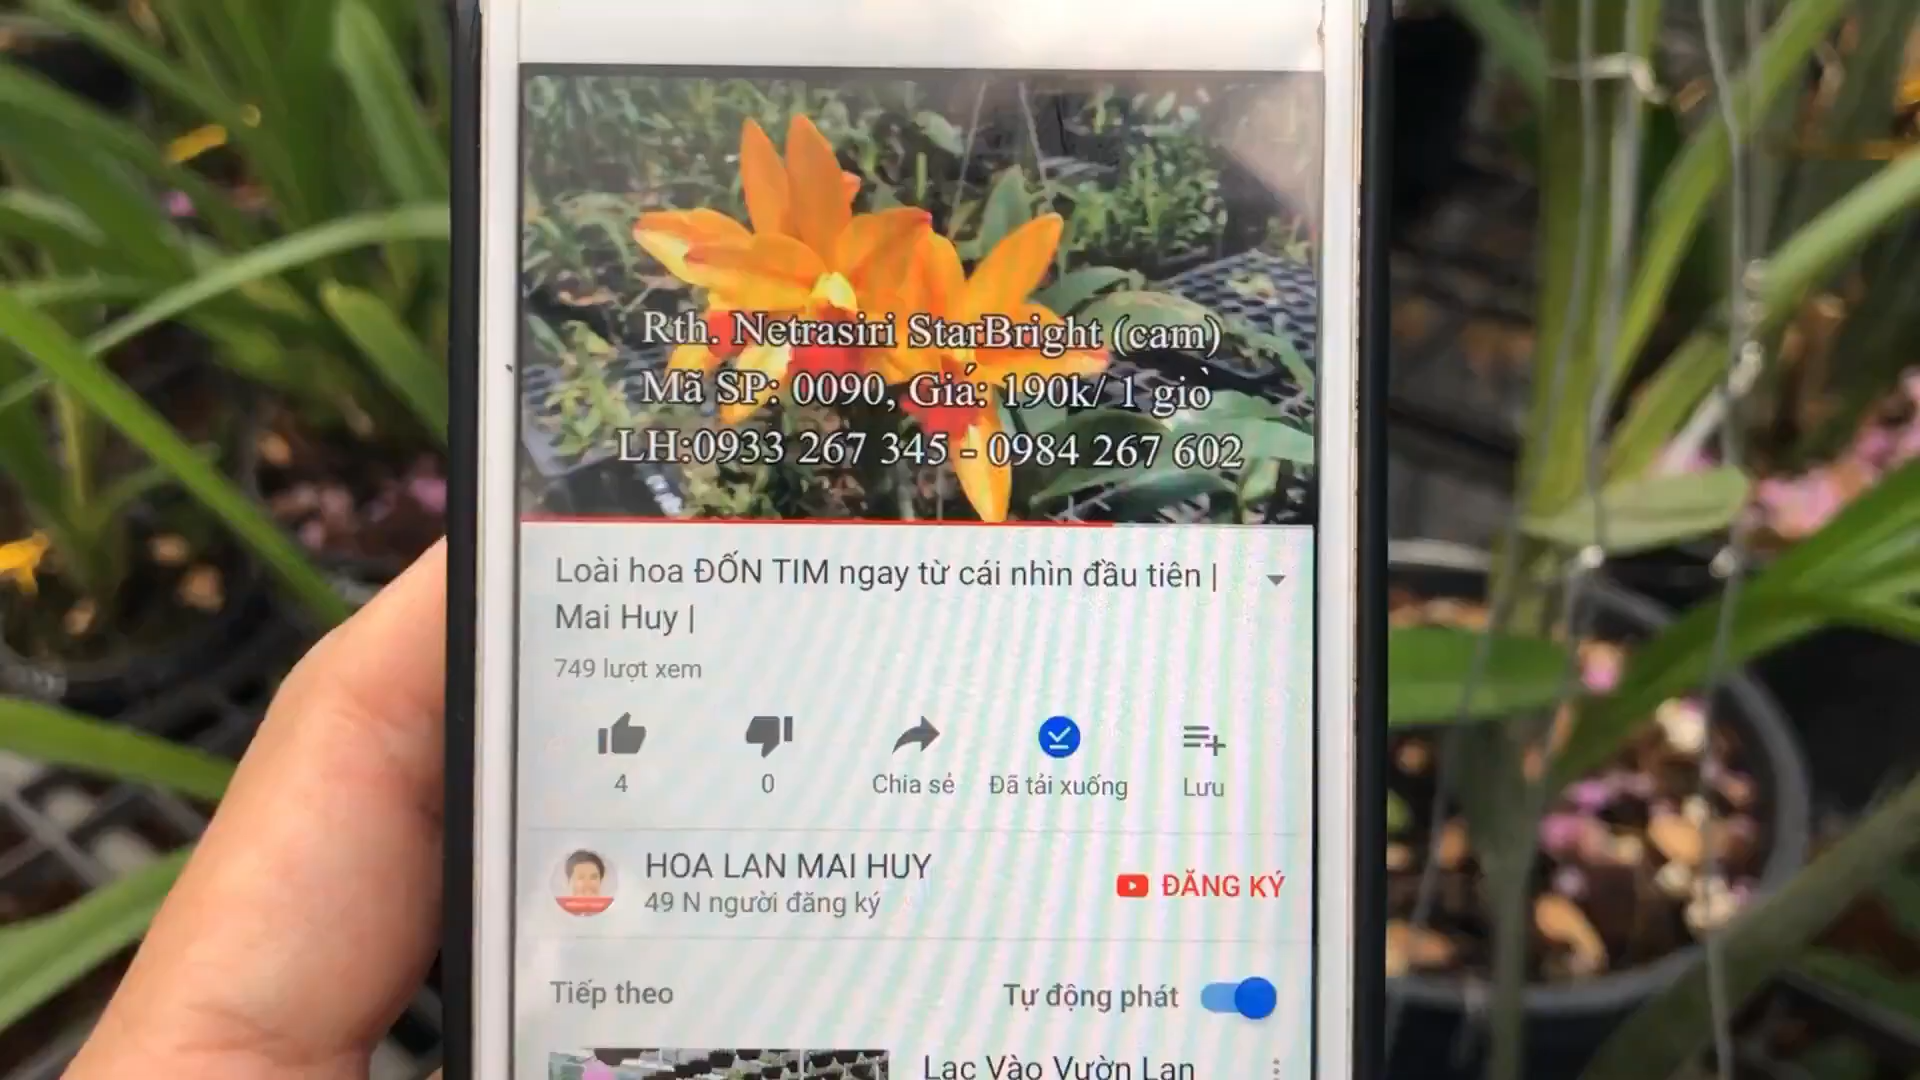 Rth. Netrasiri StarBright (cam)
Mã SP: 0090, Giá: 190k/ 1 giò
LH:0933 267 345 - 0984 267 602
Loài hoa ĐỐN TIM ngay từ cái nhìn đầu tiên |
Mai Huy |
749 lượt xem
4
0
Chia sẻ
Đã tải xuống
Lưu
HOA LAN MAI HUY
49 N người đăng ký
ĐĂNG KÝ
Tiếp theo
Tự động phát
Lạc Vào Vườn Lan